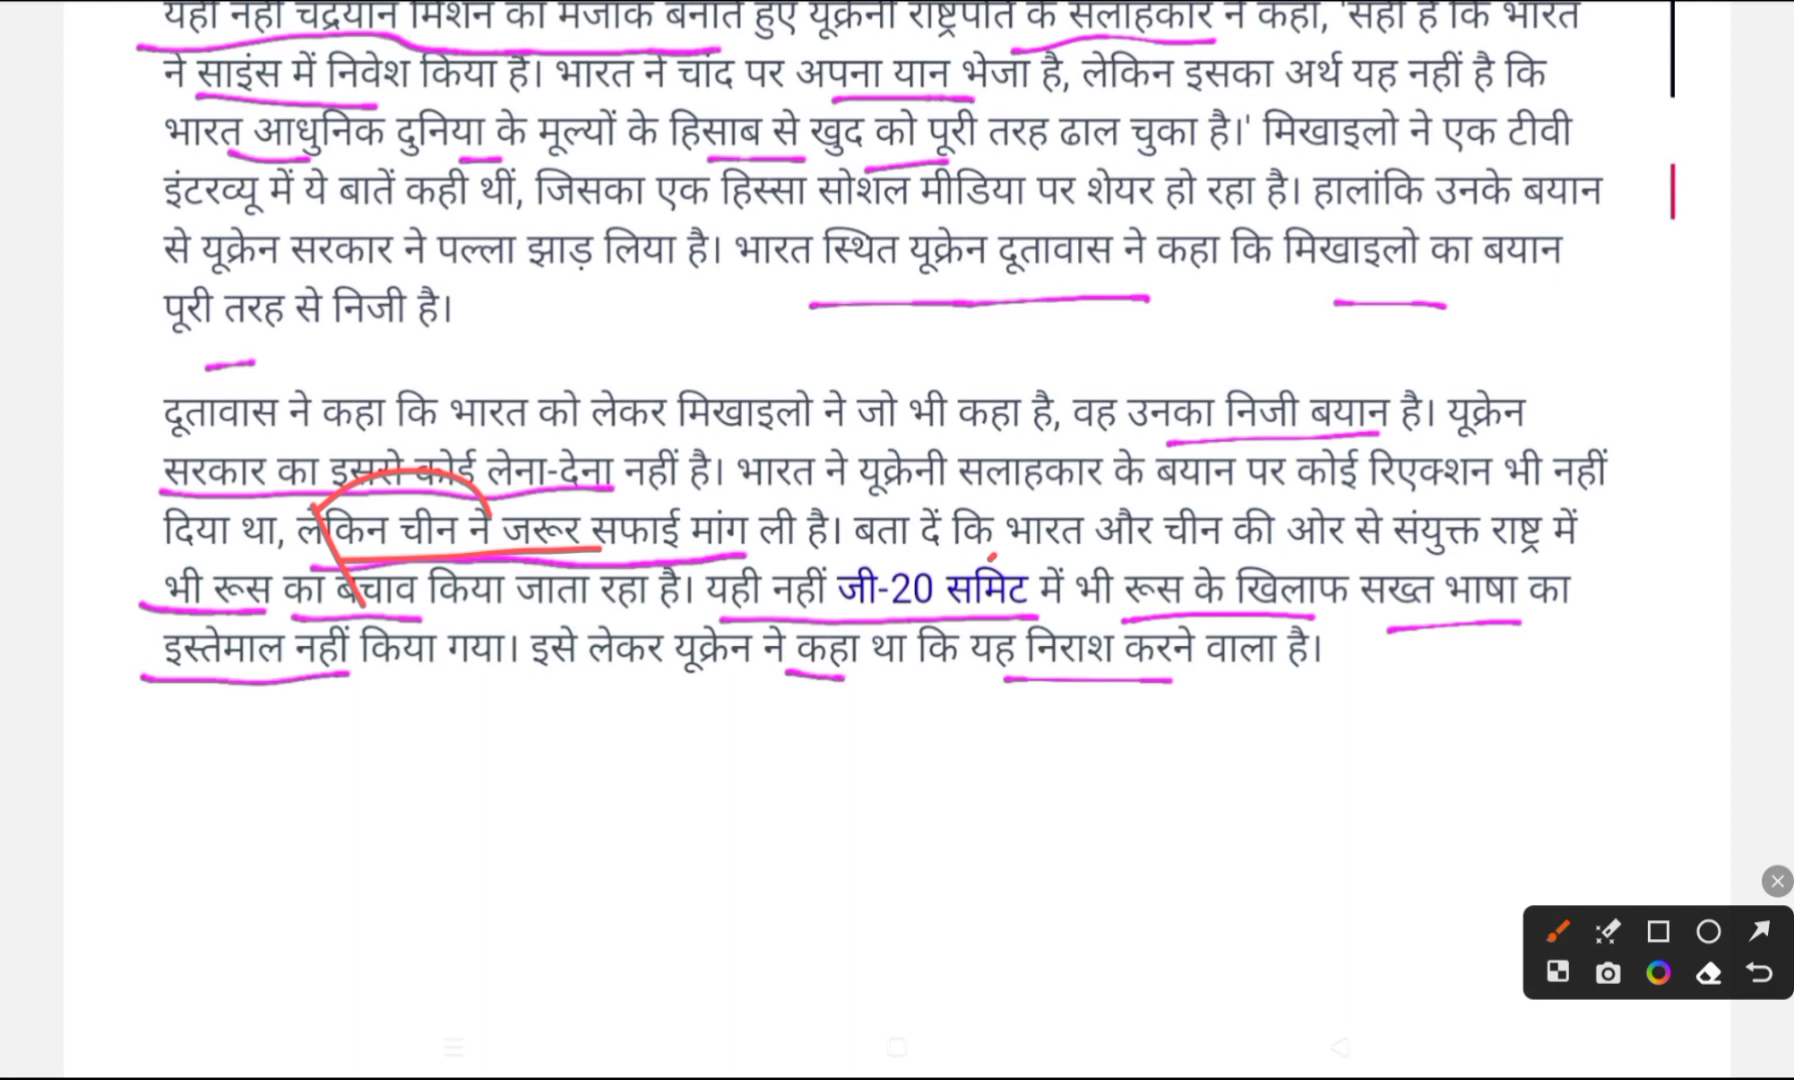 यही नहीं चंद्रयान मिशन का मजाक बनाते हुए यूक्रेनी राष्ट्रपति के सलाहकार ने कहा, 'सही है कि भारत
ने साइंस में निवेश किया है। भारत ने चांद पर अपना यान भेजा है, लेकिन इसका अर्थ यह नहीं है कि
भारत आधुनिक दुनिया के मूल्यों के हिसाब से खुद को पूरी तरह ढाल चुका है।' मिखाइलो ने एक टीवी
इंटरव्यू में ये बातें कही थीं, जिसका एक हिस्सा सोशल मीडिया पर शेयर हो रहा है। हालांकि उनके बयान
से यूक्रेन सरकार ने पल्ला झाड़ लिया है। भारत स्थित यूक्रेन दूतावास ने कहा कि मिखाइलो का बयान
पूरी तरह से निजी है।
दूतावास ने कहा कि भारत को लेकर मिखाइलो ने जो भी कहा है, वह उनका निजी बयान है। यूक्रेन
सरकार का इससे कोई लेना-देना नहीं है। भारत ने यूक्रेनी सलाहकार के बयान पर कोई रिएक्शन भी नहीं
दिया था, लेकिन चीन ने जरूर सफाई मांग ली है। बता दें कि भारत और चीन की ओर से संयुक्त राष्ट्र में
भी रूस का बचाव किया जाता रहा है। यही नहीं जी-20 समिट में भी रूस के खिलाफ सख्त भाषा का
इस्तेमाल नहीं किया गया। इसे लेकर यूक्रेन ने कहा था कि यह निराश करने वाला है।